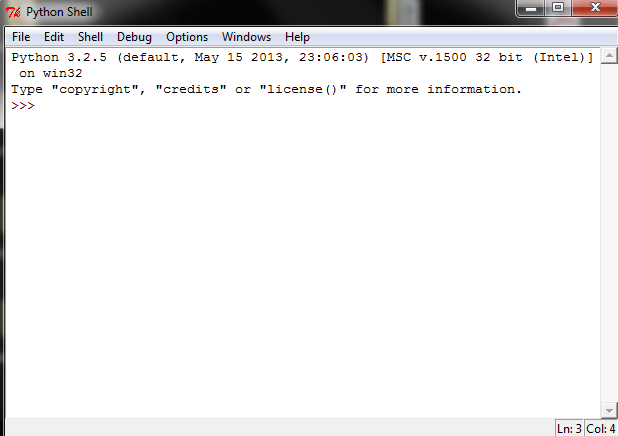 Python Shell
File Edit Shell Debug Options Windows Help
Python 3.2.5 (default, May 15 2013, 23:06:03) [MSC v.1500 32 bit (Intel)]
on win32
Type "copyright", "credits" or "license()" for more information.
>>>
Ln: 3 Col: 4